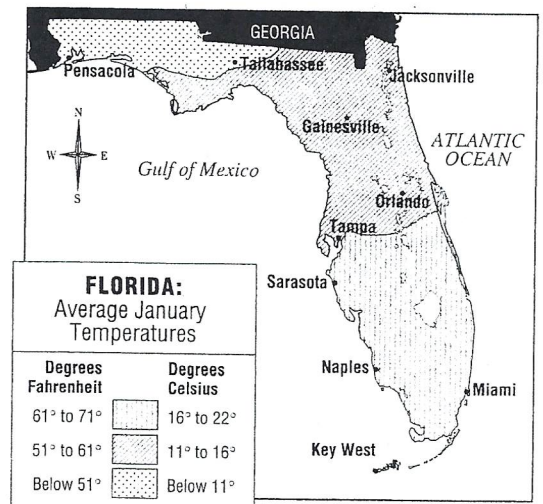 GEORGIA
Pensacola
Tallahassee
Jacksonville
Gainesville
ATLANTIC
OCEAN
N
W E
S
Gulf of Mexico
Orlando
Tampa
Sarasota
Naples
Miami
Key West
FLORIDA:
Average January
Temperatures
Degrees Degrees
Fahrenheit Celsius
61° to 71° 16° to 22°
51° to 61° 11° to 16°
Below 51° Below 11°